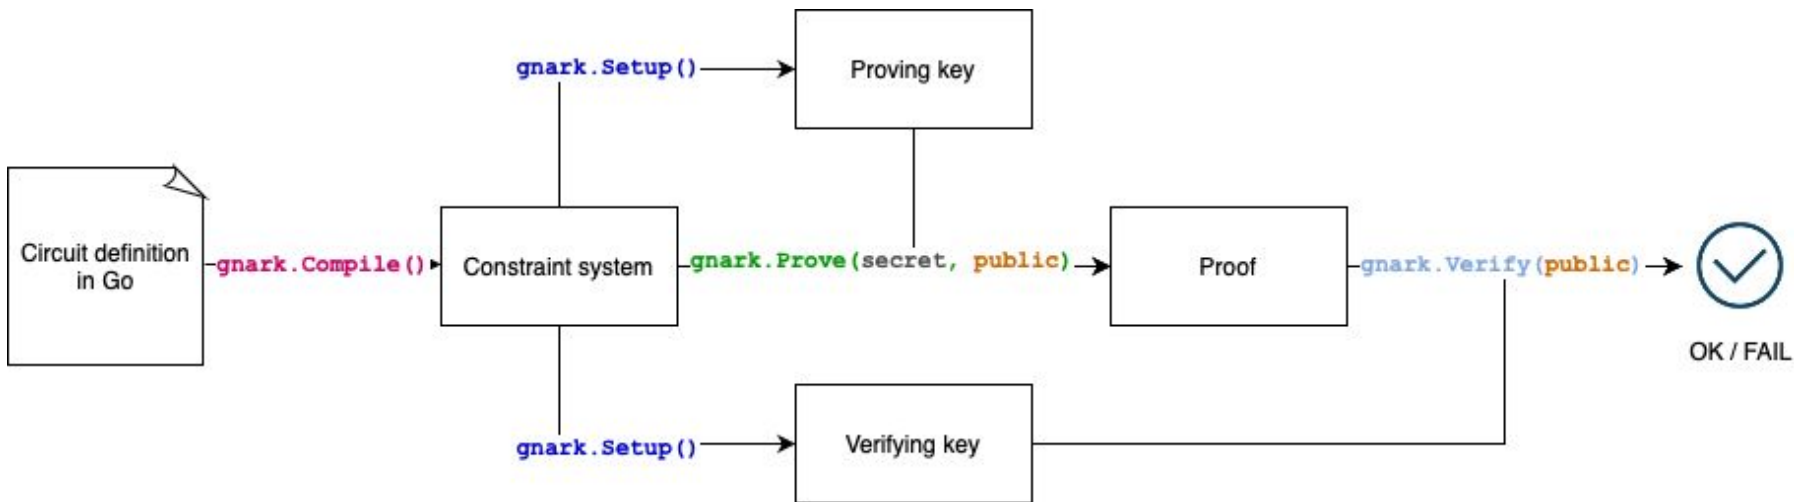 gnark.Setup()
Proving key
Circuit definition
in Go
gnark.Compile()
Constraint system
gnark.Prove(secret, public)
Proof
gnark.Verify(public)
OK / FAIL
gnark.Setup()
Verifying key